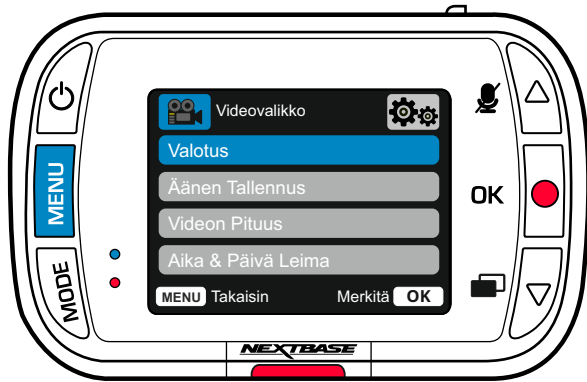 MENU
MODE
Videovalikko
Valotus
Äänen Tallennus
Videon Pituus
Aika & Päivä Leima
MENU Takaisin Merkitä OK
OK
NEXTBASE